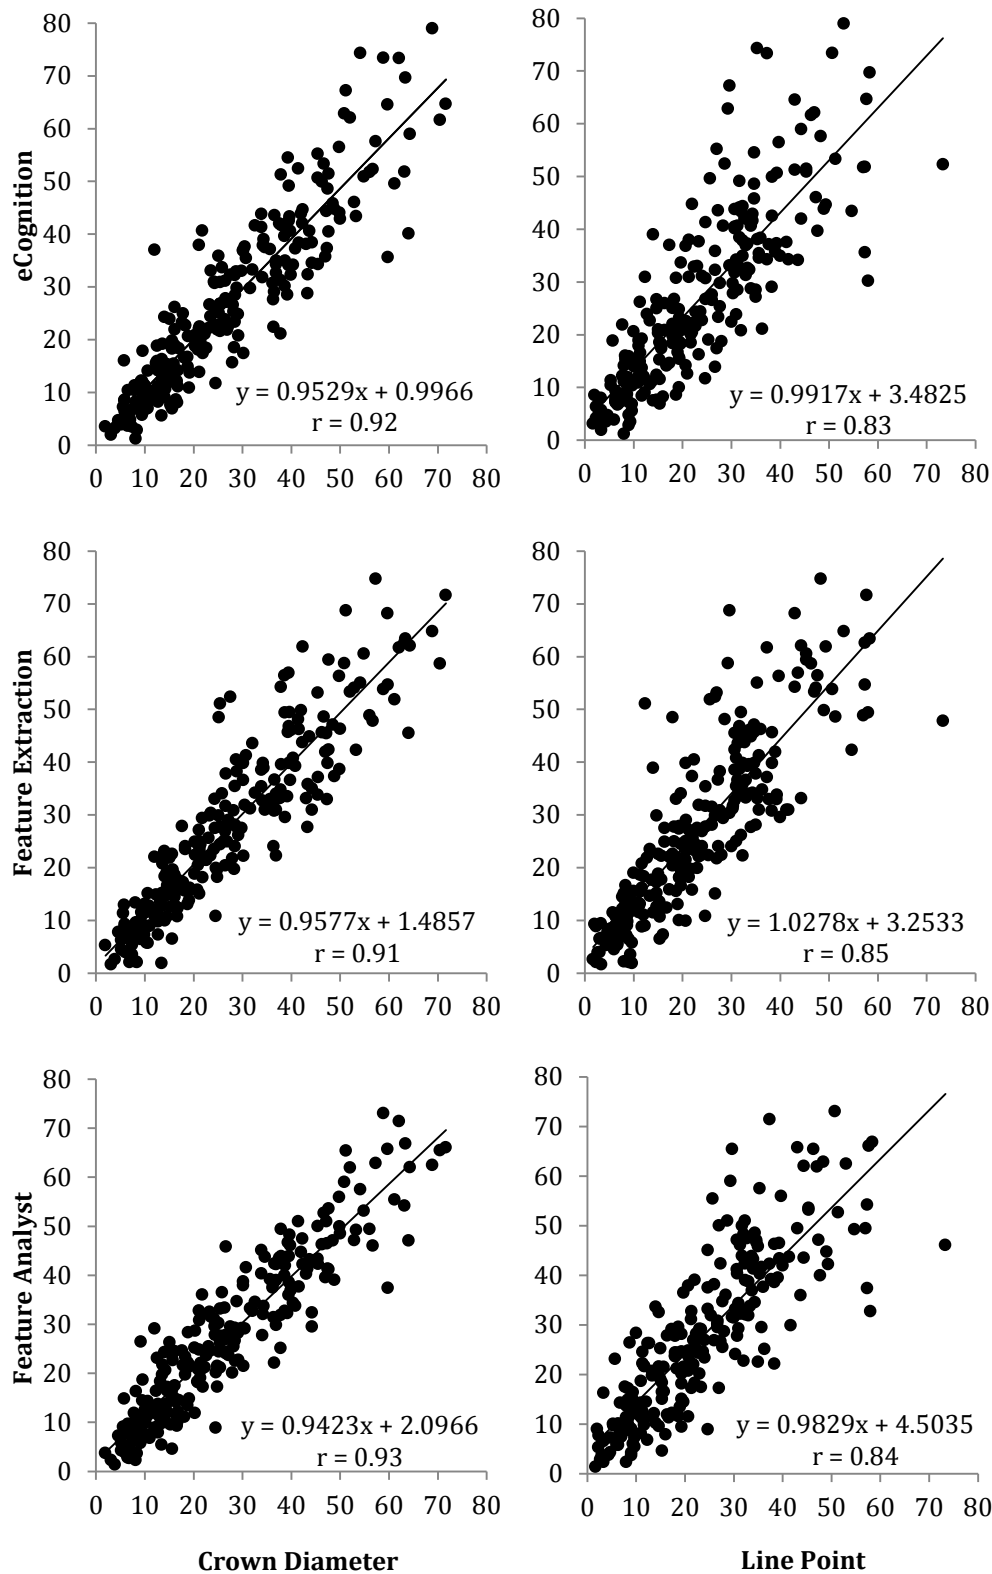 80
70
60
50
40
30
20
10
0
eCognition
y = 0.9529x + 0.9966
r = 0.92
0 10 20 30 40 50 60 70 80
80
70
60
50
40
30
20
10
0
y = 0.9917x + 3.4825
r = 0.83
0 10 20 30 40 50 60 70 80
80
70
60
50
40
30
20
10
0
Feature Extraction
y = 0.9577x + 1.4857
r = 0.91
0 10 20 30 40 50 60 70 80
80
70
60
50
40
30
20
10
0
y = 1.0278x + 3.2533
r = 0.85
0 10 20 30 40 50 60 70 80
80
70
60
50
40
30
20
10
0
Feature Analyst
y = 0.9423x + 2.0966
r = 0.93
0 10 20 30 40 50 60 70 80
Crown Diameter
80
70
60
50
40
30
20
10
0
y = 0.9829x + 4.5035
r = 0.84
0 10 20 30 40 50 60 70 80
Line Point